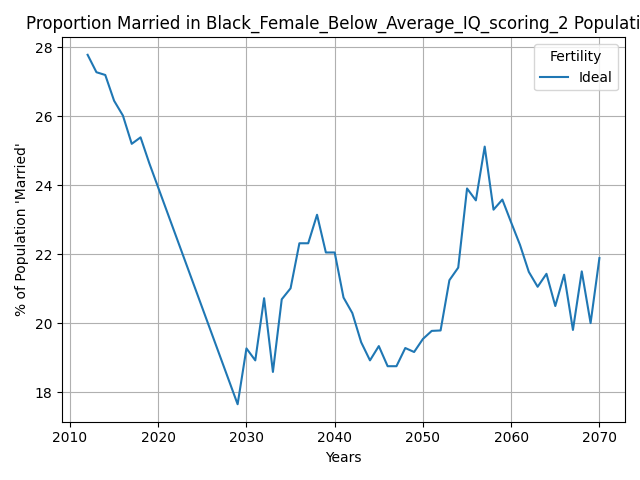 Proportion Married in Black_Female_Below_Average_IQ_scoring_2 Populati
Fertility
Ideal
% of Population 'Married'
28
26
24
22
20
18
2010 2020 2030 2040 2050 2060 2070
Years